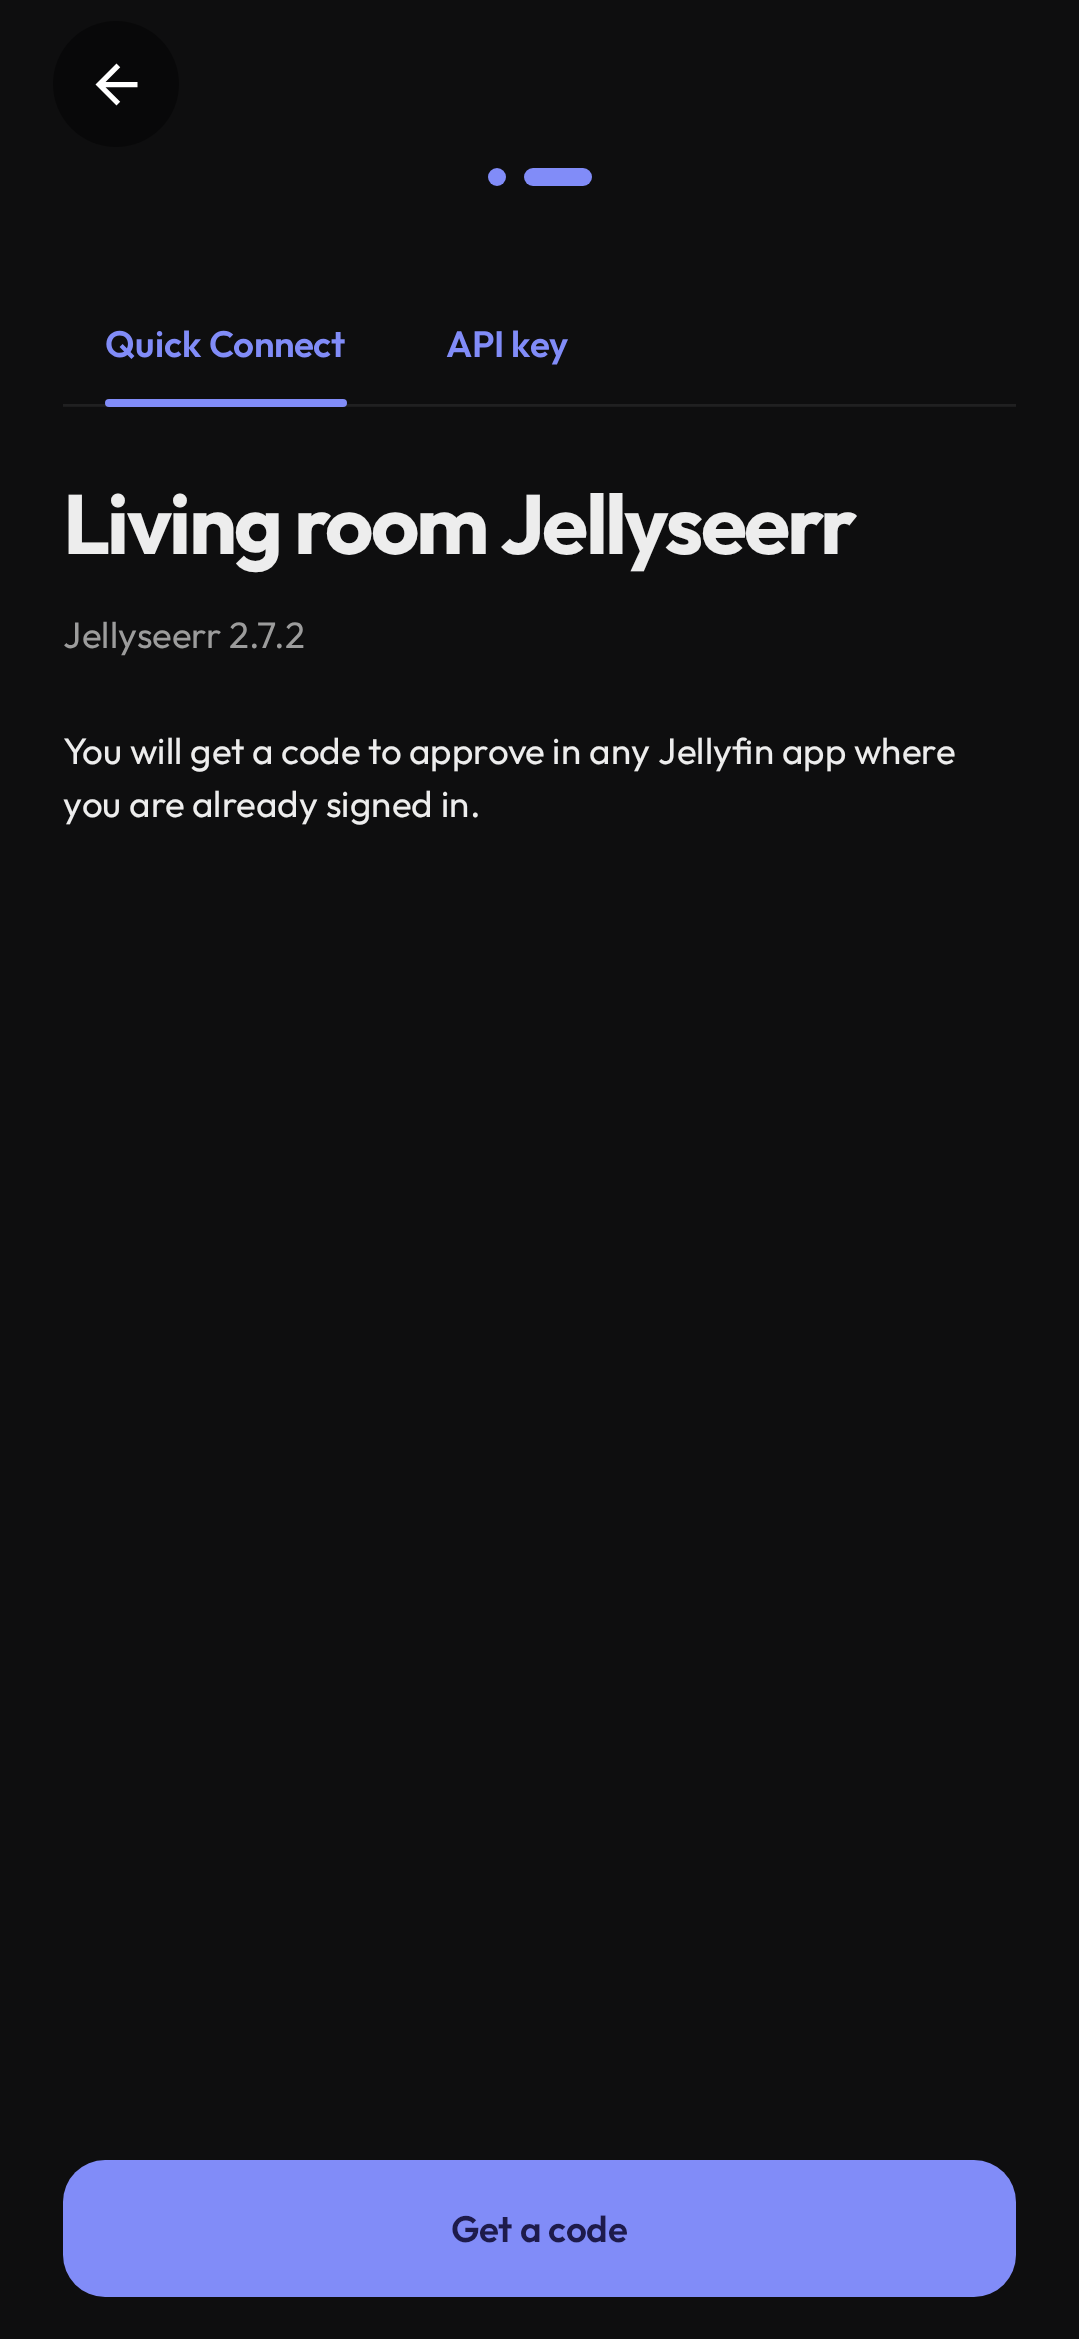 Quick Connect
API key
Living room Jellyseerr
Jellyseerr 2.7.2
You will get a code to approve in any Jellyfin app where
you are already signed in.
Get a code